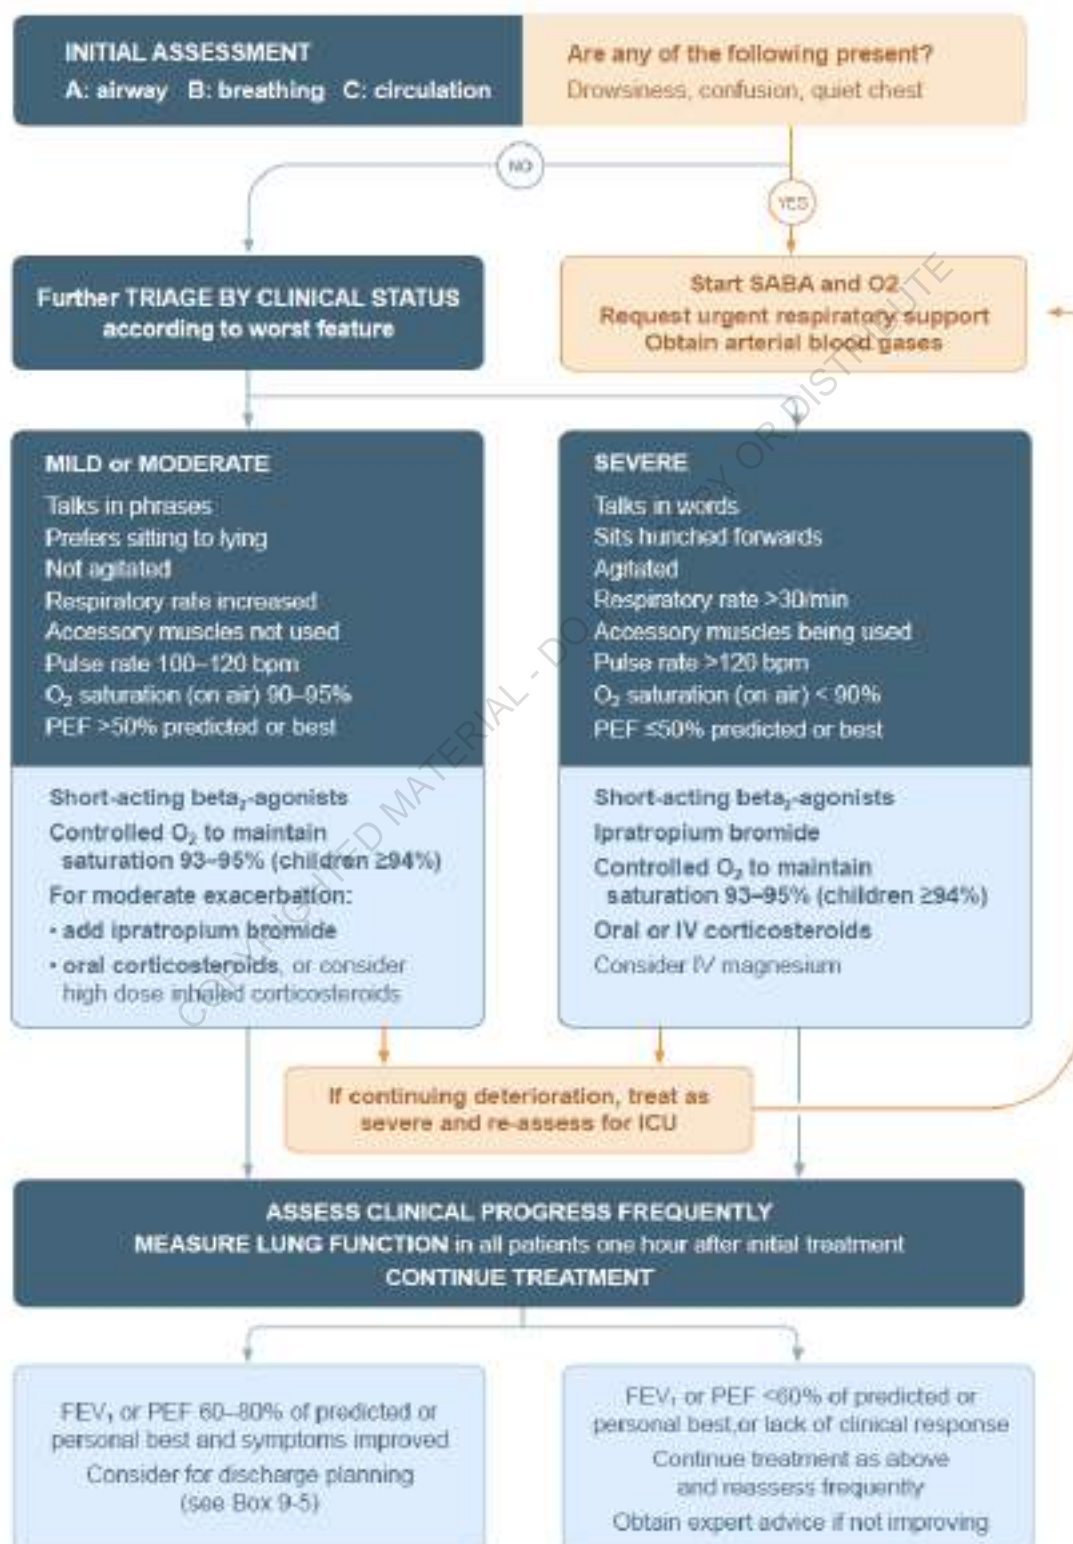 INITIAL ASSESSMENT
A: airway B: breathing C: circulation
Are any of the following present?
Drowsiness, confusion, quiet chest
NO
YES
Further TRIAGE BY CLINICAL STATUS
according to worst feature
Start SABA and O2
Request urgent respiratory support
Obtain arterial blood gases
MILD or MODERATE
Talks in phrases
Prefers sitting to lying
Not agitated
Respiratory rate increased
Accessory muscles not used
Pulse rate 100–120 bpm
O₂ saturation (on air) 90–95%
PEF >50% predicted or best
Short-acting beta₂-agonists
Controlled O₂ to maintain
saturation 93–95% (children ≥94%)
For moderate exacerbation:
• add ipratropium bromide
• oral corticosteroids, or consider
high dose inhaled corticosteroids
SEVERE
Talks in words
Sits hunched forwards
Agitated
Respiratory rate >30/min
Accessory muscles being used
Pulse rate >120 bpm
O₂ saturation (on air) < 90%
PEF ≤50% predicted or best
Short-acting beta₂-agonists
Ipratropium bromide
Controlled O₂ to maintain
saturation 93–95% (children ≥94%)
Oral or IV corticosteroids
Consider IV magnesium
If continuing deterioration, treat as
severe and re-assess for ICU
ASSESS CLINICAL PROGRESS FREQUENTLY
MEASURE LUNG FUNCTION in all patients one hour after initial treatment
CONTINUE TREATMENT
FEV₁ or PEF 60–80% of predicted or
personal best and symptoms improved
Consider for discharge planning
(see Box 9-5)
FEV₁ or PEF <60% of predicted or
personal best,or lack of clinical response
Continue treatment as above
and reassess frequently
Obtain expert advice if not improving
COPYRIGHTED MATERIAL - DO NOT COPY OR DISTRIBUTE